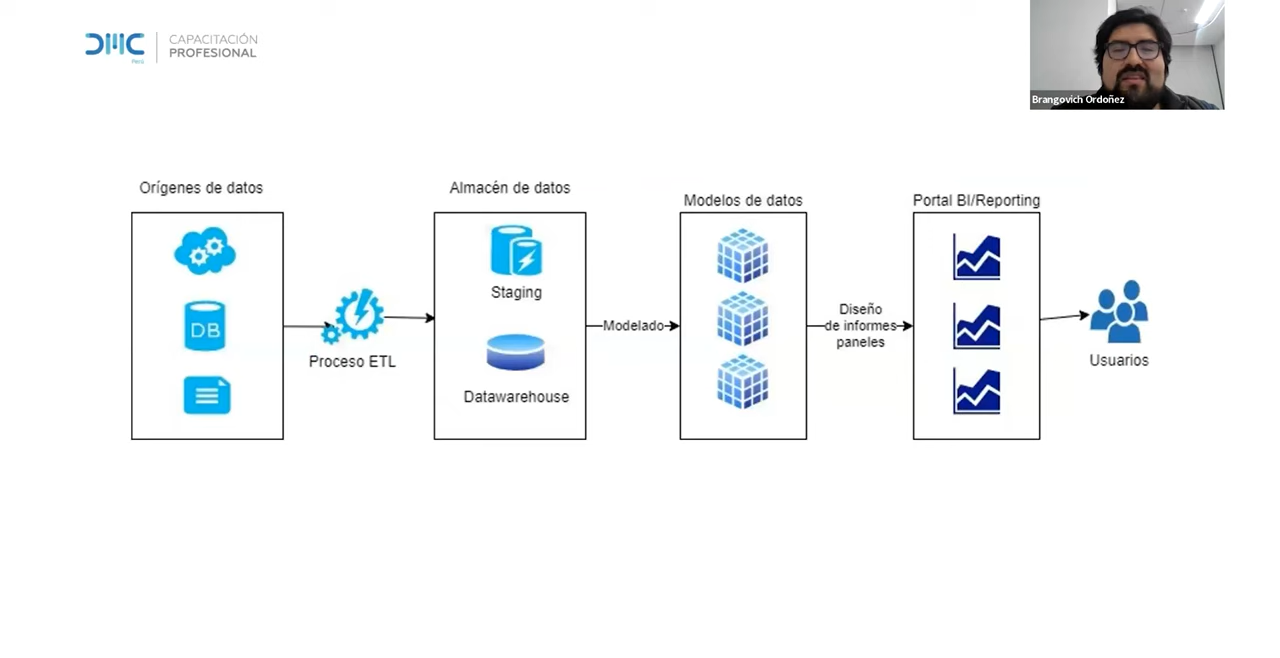 DMC
Perú
CAPACITACIÓN
PROFESIONAL
Brangovich Ordoñez
Orígenes de datos
Almacén de datos
Modelos de datos
Portal BI/Reporting
DB
Proceso ETL
Staging
Datawarehouse
Modelado
Diseño
de informes
paneles
Usuarios